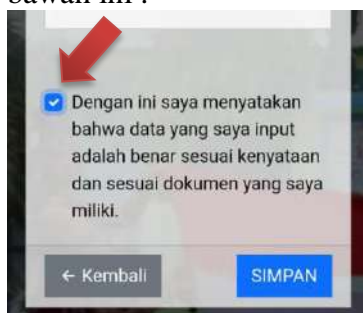 bawah ini :
Dengan ini saya menyatakan
bahwa data yang saya input
adalah benar sesuai kenyataan
dan sesuai dokumen yang saya
miliki.
← Kembali
SIMPAN